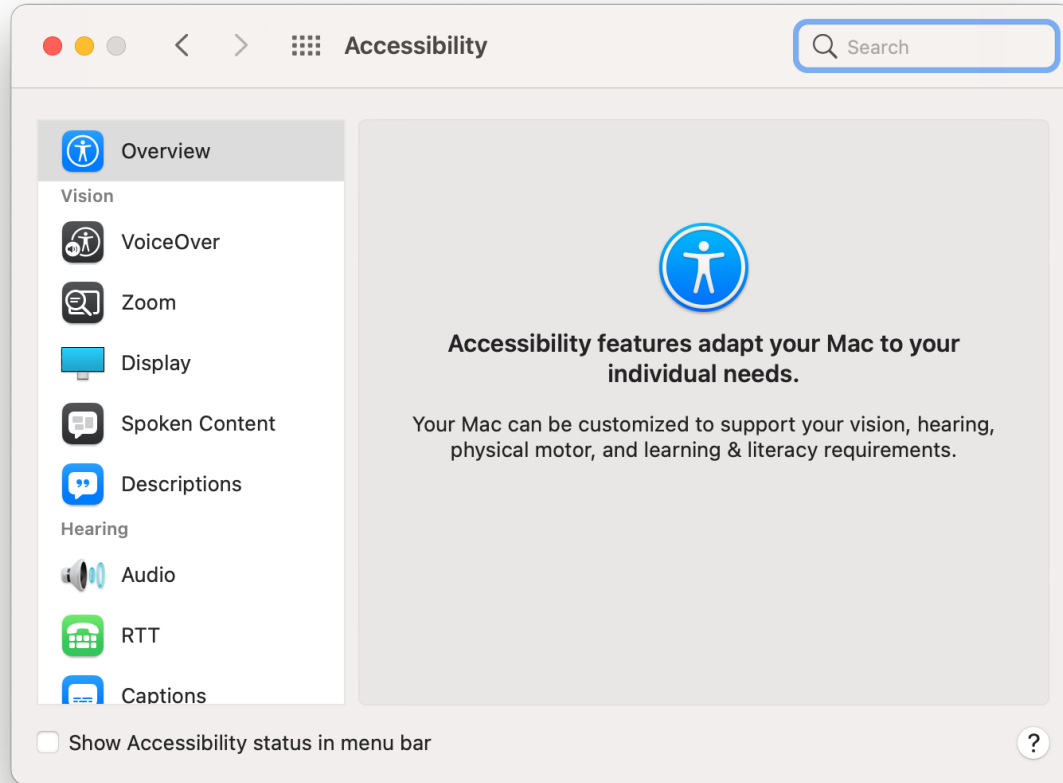 Accessibility
Search
Overview
Vision
VoiceOver
Zoom
Display
Spoken Content
Descriptions
Hearing
Audio
RTT
Captions
Accessibility features adapt your Mac to your
individual needs.
Your Mac can be customized to support your vision, hearing,
physical motor, and learning & literacy requirements.
Show Accessibility status in menu bar
?